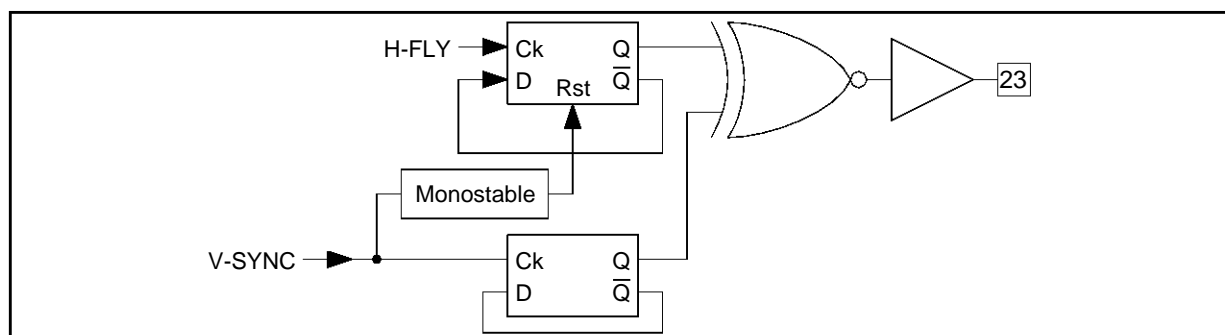 H-FLY
Ck
Q
D
Q̅
Rst
23
Monostable
V-SYNC
Ck
Q
D
Q̅